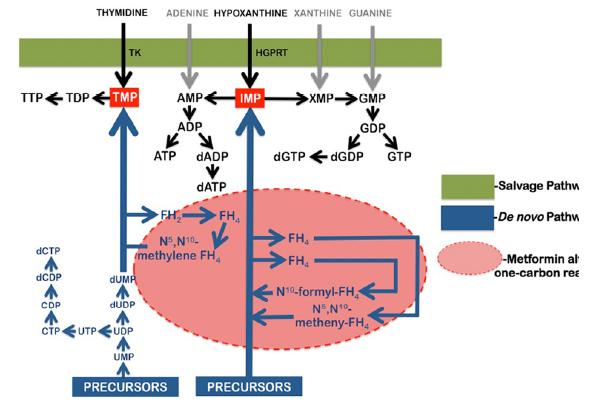 THYMIDINE
ADENINE
HYPOXANTHINE
XANTHINE
GUANINE
TK
HGPRT
TTP
TDP
TMP
AMP
IMP
XMP
GMP
ADP
GDP
ATP
dADP
dGTP
dGDP
GTP
dATP
-Salvage Pathw
FH2
FH4
-De novo Pathw
N5,N10-
methylene FH4
FH4
dCTP
FH4
-Metformin al
one-carbon rea
dCDP
dUMP
N10-formyl-FH4
CDP
dUDP
N5,N10-
metheny-FH4
CTP
UTP
UDP
UMP
PRECURSORS
PRECURSORS